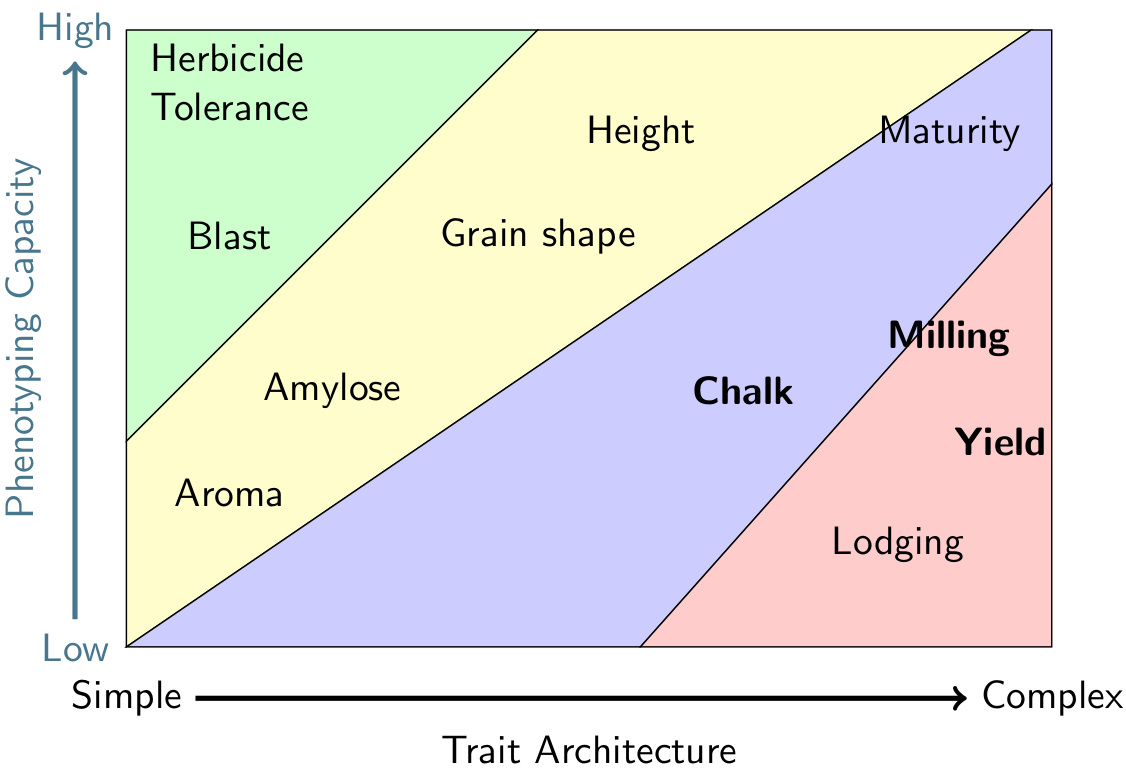 High
Herbicide
Tolerance
Height
Maturity
Blast
Grain shape
Phenotyping Capacity
Milling
Amylose
Chalk
Yield
Aroma
Lodging
Low
Simple
Complex
Trait Architecture